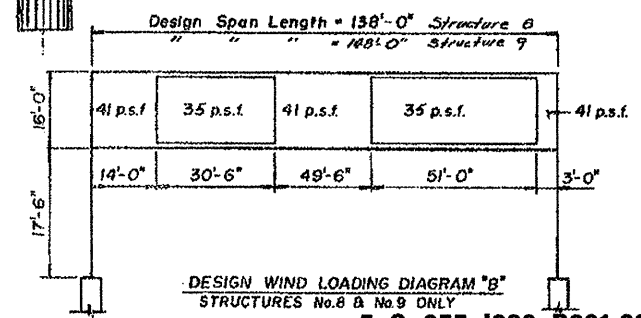 Design Span Length = 138'-0" Structure 8
" " " = 148'-0" Structure 9
16'-0"
41 p.s.f
35 p.s.f.
41 p.s.f.
35 p.s.f.
41 p.s.f.
14'-0"
30'-6"
49'-6"
51'-0"
3'-0"
17'-6"
DESIGN WIND LOADING DIAGRAM "B"
STRUCTURES No.8 & No.9 ONLY